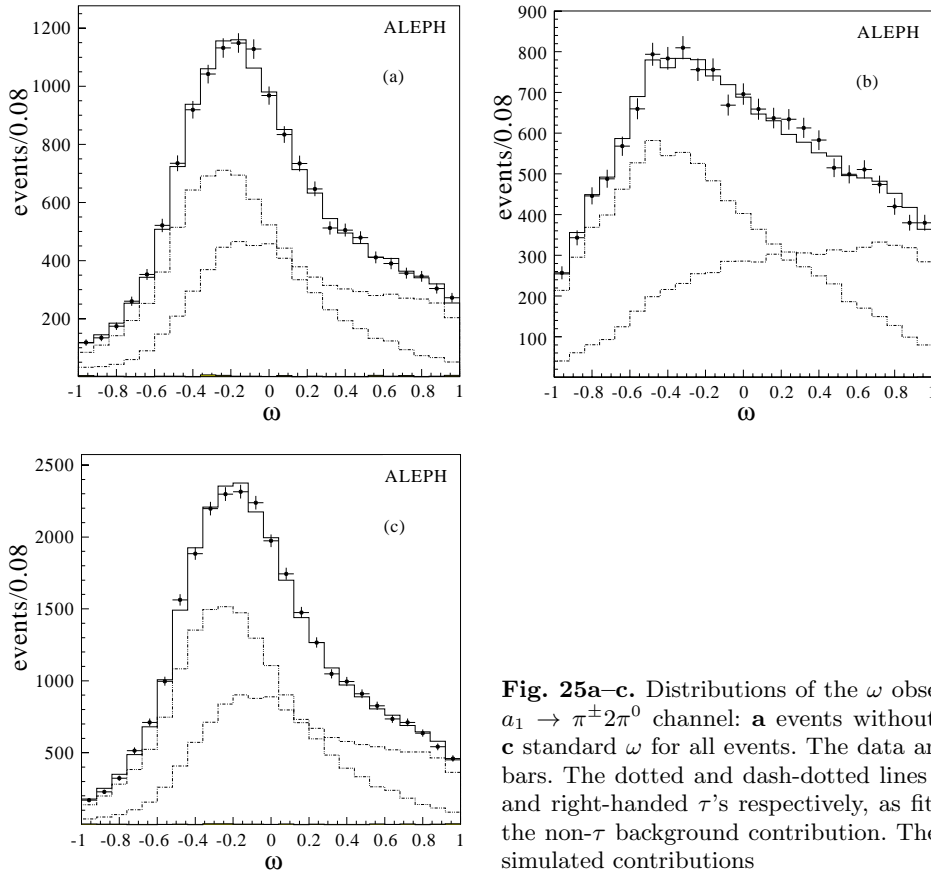 ALEPH
(a)
events/0.08
1200
1000
800
600
400
200
-1 -0.8 -0.6 -0.4 -0.2 0 0.2 0.4 0.6 0.8 1
ω
ALEPH
(b)
events/0.08
900
800
700
600
500
400
300
200
100
-1 -0.8 -0.6 -0.4 -0.2 0 0.2 0.4 0.6 0.8 1
ω
ALEPH
(c)
events/0.08
2500
2000
1500
1000
500
-1 -0.8 -0.6 -0.4 -0.2 0 0.2 0.4 0.6 0.8 1
ω
Fig. 25a–c. Distributions of the ω obse
a₁ → π±2π⁰ channel: a events without
c standard ω for all events. The data ar
bars. The dotted and dash-dotted lines
and right-handed τ's respectively, as fit
the non-τ background contribution. The
simulated contributions